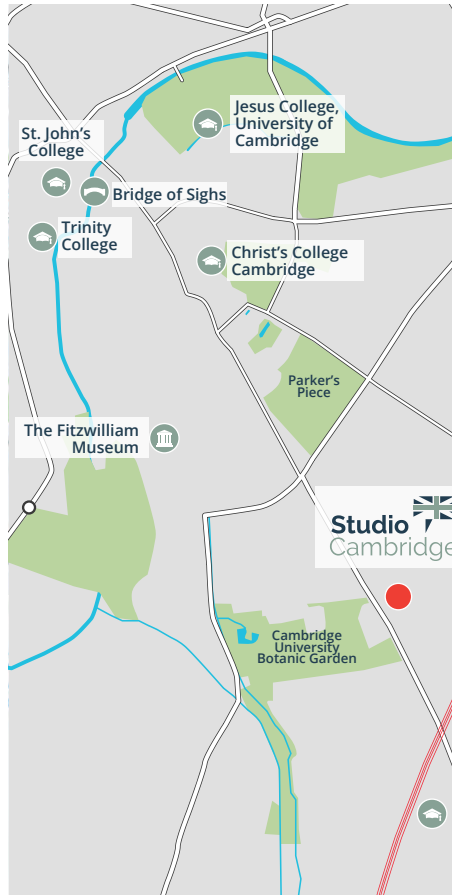 Jesus College,
University of
Cambridge
St. John's
College
Bridge of Sighs
Trinity
College
Christ's College
Cambridge
Parker's
Piece
The Fitzwilliam
Museum
Studio
Cambridge
Cambridge
University
Botanic Garden